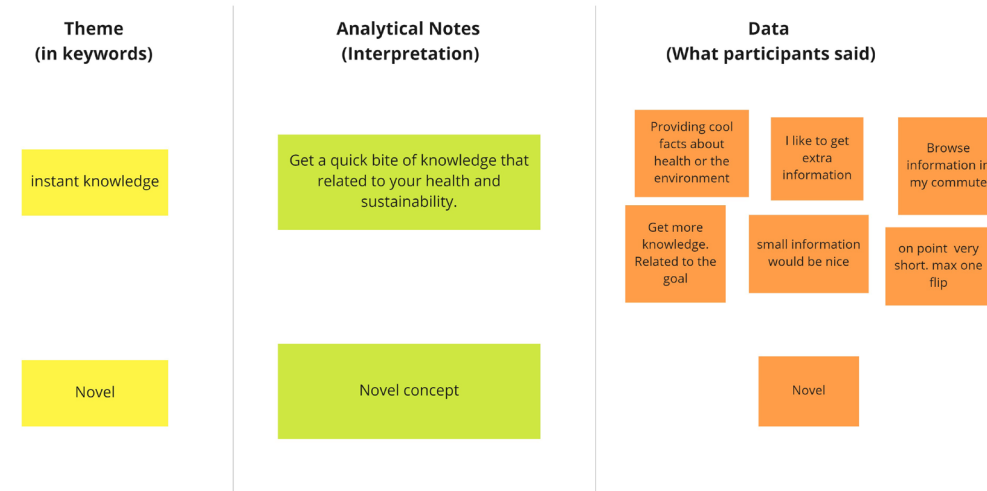 Theme
(in keywords)
Analytical Notes
(Interpretation)
Data
(What participants said)
instant knowledge
Get a quick bite of knowledge that
related to your health and
sustainability.
Providing cool
facts about
health or the
environment
I like to get
extra
information
Browse
information in
my commute
Get more
knowledge.
Related to the
goal
small information
would be nice
on point very
short. max one
flip
Novel
Novel concept
Novel